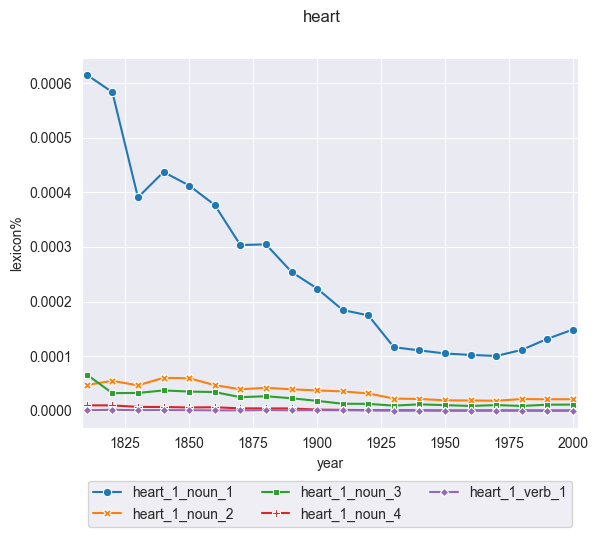 heart
0.0006
0.0005
0.0004
0.0003
0.0002
0.0001
0.0000
lexicon%
1825 1850 1875 1900 1925 1950 1975 2000
year
heart_1_noun_1 heart_1_noun_3 heart_1_verb_1
heart_1_noun_2 heart_1_noun_4